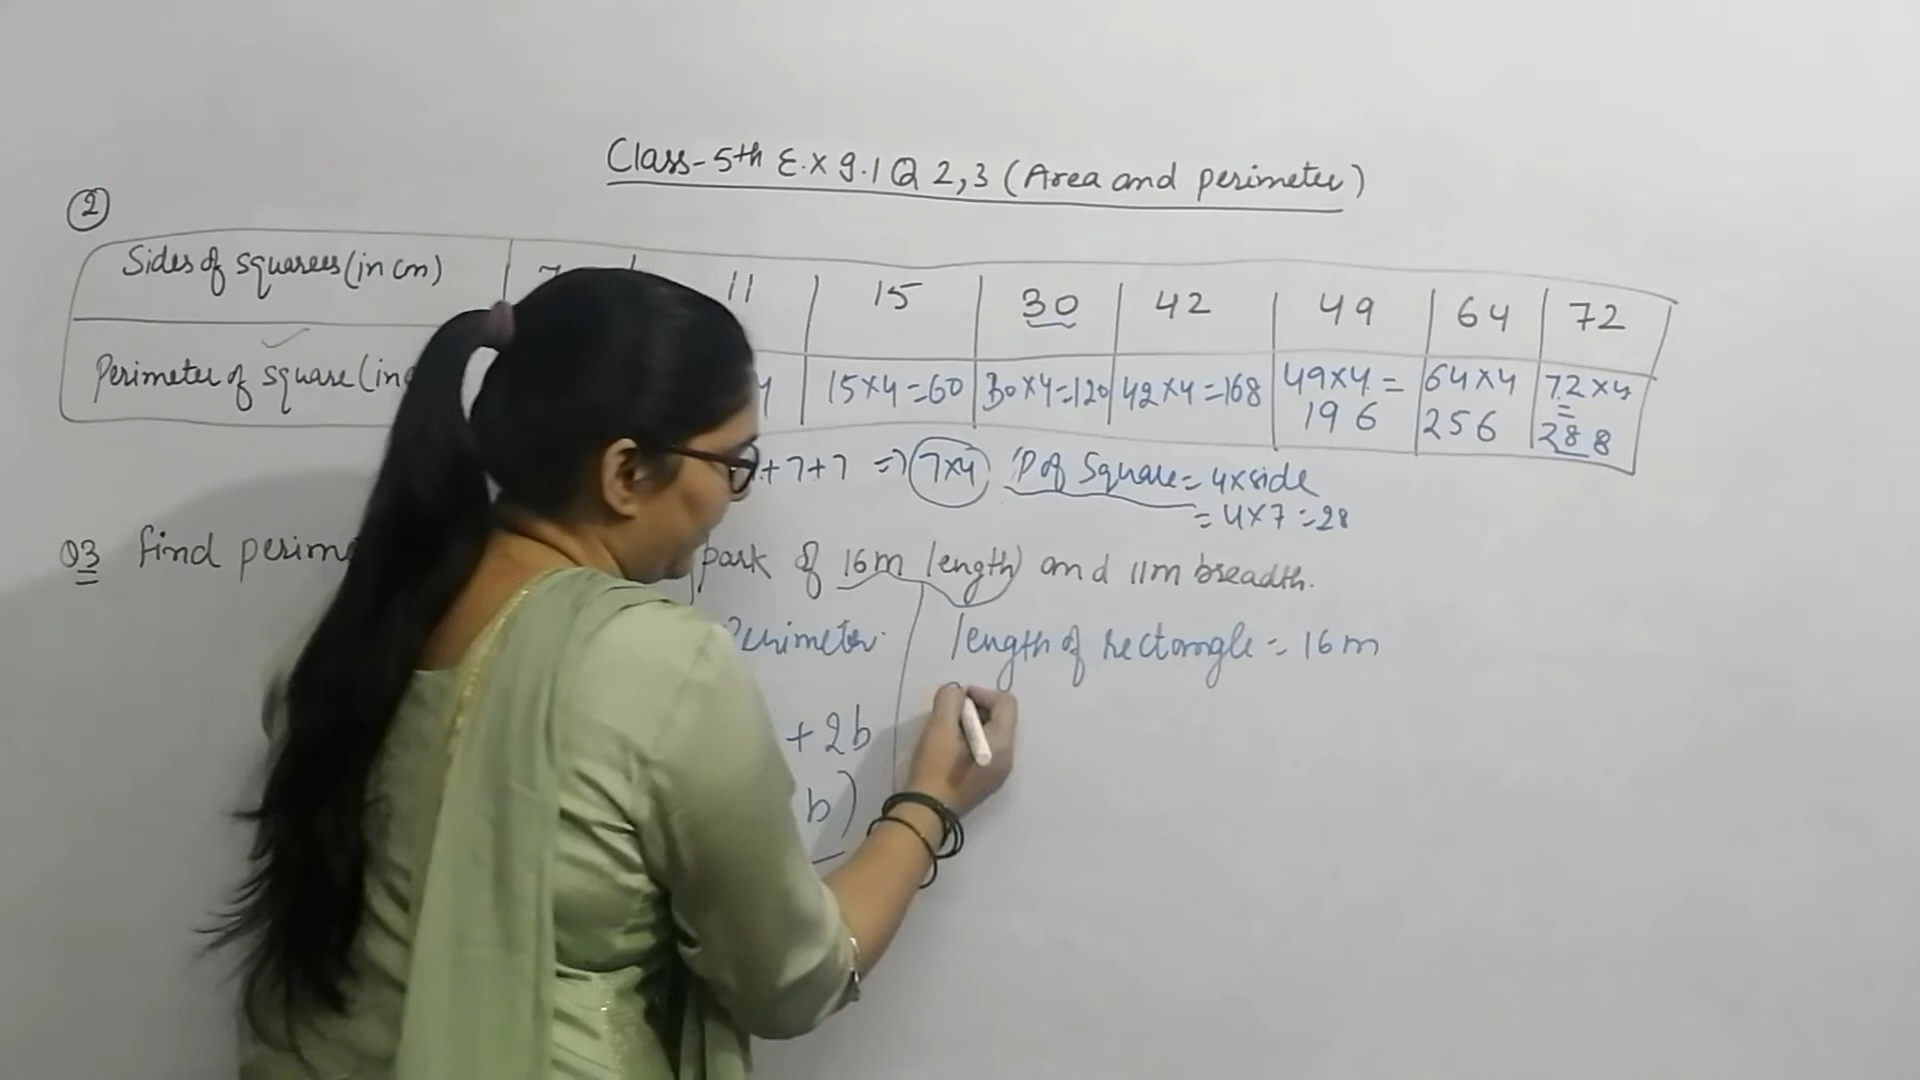 Class-5th E.x 9.1 Q 2,3 (Area and perimeter)
2
Sides of squarees (in cm) 11 15 30 42 49 64 72
Perimeter of square (in 15×4=60 30×4=120 42×4=168 49×4= 196 64×4 256 72×4 = 288
+7+7 => 7×4 P of Square = 4×side
= 4×7=28
Q3 find park of 16m length and 11m breadth.
Perimeter length of rectangle = 16m
+ 2b
b)